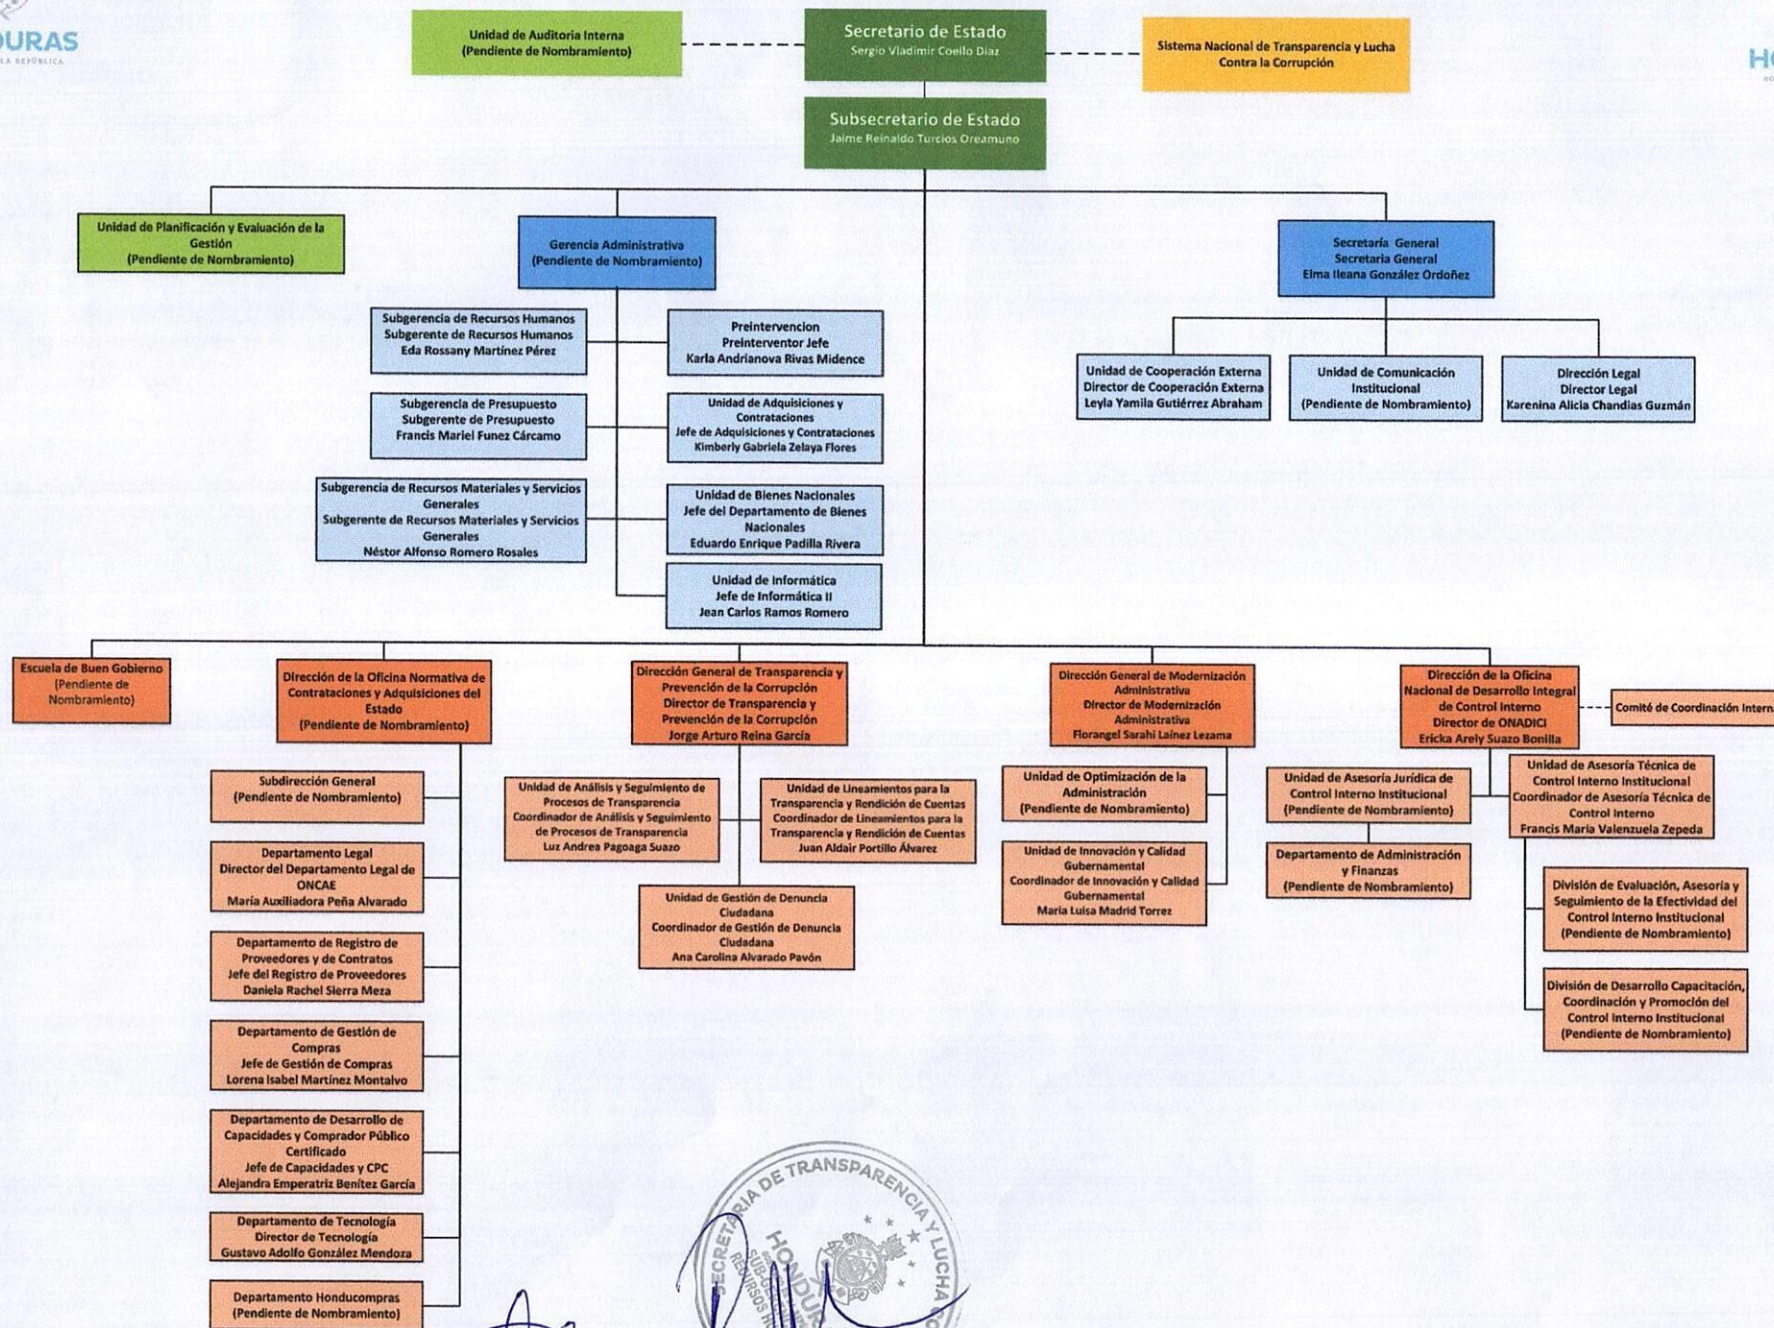 DURAS
LA REPÚBLICA
Unidad de Auditoria Interna
(Pendiente de Nombramiento)
Secretario de Estado
Sergio Vladimir Coello Diaz
Sistema Nacional de Transparencia y Lucha
Contra la Corrupción
Subsecretario de Estado
Jaime Reinaldo Turcios Oreamuno
Unidad de Planificación y Evaluación de la
Gestión
(Pendiente de Nombramiento)
Gerencia Administrativa
(Pendiente de Nombramiento)
Secretaría General
Secretaria General
Elma Ileana González Ordoñez
Subgerencia de Recursos Humanos
Subgerente de Recursos Humanos
Eda Rossany Martínez Pérez
Preintervencion
Preinterventor Jefe
Karla Andrianova Rivas Midence
Subgerencia de Presupuesto
Subgerente de Presupuesto
Francis Mariel Funez Cárcamo
Unidad de Adquisiciones y
Contrataciones
Jefe de Adquisiciones y Contrataciones
Kimberly Gabriela Zelaya Flores
Subgerencia de Recursos Materiales y Servicios
Generales
Subgerente de Recursos Materiales y Servicios
Generales
Néstor Alfonso Romero Rosales
Unidad de Bienes Nacionales
Jefe del Departamento de Bienes
Nacionales
Eduardo Enrique Padilla Rivera
Unidad de Informática
Jefe de Informática II
Jean Carlos Ramos Romero
Unidad de Cooperación Externa
Director de Cooperación Externa
Leyla Yamila Gutiérrez Abraham
Unidad de Comunicación
Institucional
(Pendiente de Nombramiento)
Dirección Legal
Director Legal
Karenina Alicia Chandias Guzmán
Escuela de Buen Gobierno
(Pendiente de
Nombramiento)
Dirección de la Oficina Normativa de
Contrataciones y Adquisiciones del
Estado
(Pendiente de Nombramiento)
Dirección General de Transparencia y
Prevención de la Corrupción
Director de Transparencia y
Prevención de la Corrupción
Jorge Arturo Reina García
Dirección General de Modernización
Administrativa
Director de Modernización
Administrativa
Florangel Sarahi Laínez Lezama
Dirección de la Oficina
Nacional de Desarrollo Integral
de Control Interno
Director de ONADICI
Ericka Arely Suazo Bonilla
Comité de Coordinación Intern
Subdirección General
(Pendiente de Nombramiento)
Departamento Legal
Director del Departamento Legal de
ONCAE
María Auxiliadora Peña Alvarado
Departamento de Registro de
Proveedores y de Contratos
Jefe del Registro de Proveedores
Daniela Rachel Sierra Meza
Departamento de Gestión de
Compras
Jefe de Gestión de Compras
Lorena Isabel Martínez Montalvo
Departamento de Desarrollo de
Capacidades y Comprador Público
Certificado
Jefe de Capacidades y CPC
Alejandra Emperatriz Benítez García
Departamento de Tecnología
Director de Tecnología
Gustavo Adolfo González Mendoza
Departamento Honducompras
(Pendiente de Nombramiento)
Unidad de Análisis y Seguimiento de
Procesos de Transparencia
Coordinador de Análisis y Seguimiento
de Procesos de Transparencia
Luz Andrea Pagoaga Suazo
Unidad de Lineamientos para la
Transparencia y Rendición de Cuentas
Coordinador de Lineamientos para la
Transparencia y Rendición de Cuentas
Juan Aldair Portillo Álvarez
Unidad de Gestión de Denuncia
Ciudadana
Coordinador de Gestión de Denuncia
Ciudadana
Ana Carolina Alvarado Pavón
Unidad de Optimización de la
Administración
(Pendiente de Nombramiento)
Unidad de Innovación y Calidad
Gubernamental
Coordinador de Innovación y Calidad
Gubernamental
María Luisa Madrid Torrez
Unidad de Asesoría Jurídica de
Control Interno Institucional
(Pendiente de Nombramiento)
Departamento de Administración
y Finanzas
(Pendiente de Nombramiento)
Unidad de Asesoría Técnica de
Control Interno Institucional
Coordinador de Asesoría Técnica de
Control Interno
Francis María Valenzuela Zepeda
División de Evaluación, Asesoría y
Seguimiento de la Efectividad del
Control Interno Institucional
(Pendiente de Nombramiento)
División de Desarrollo Capacitación,
Coordinación y Promoción del
Control Interno Institucional
(Pendiente de Nombramiento)
SECRETARIA DE TRANSPARENCIA Y LUCHA CO
HONDUR
SUB-GERENC
RECURSOS HU